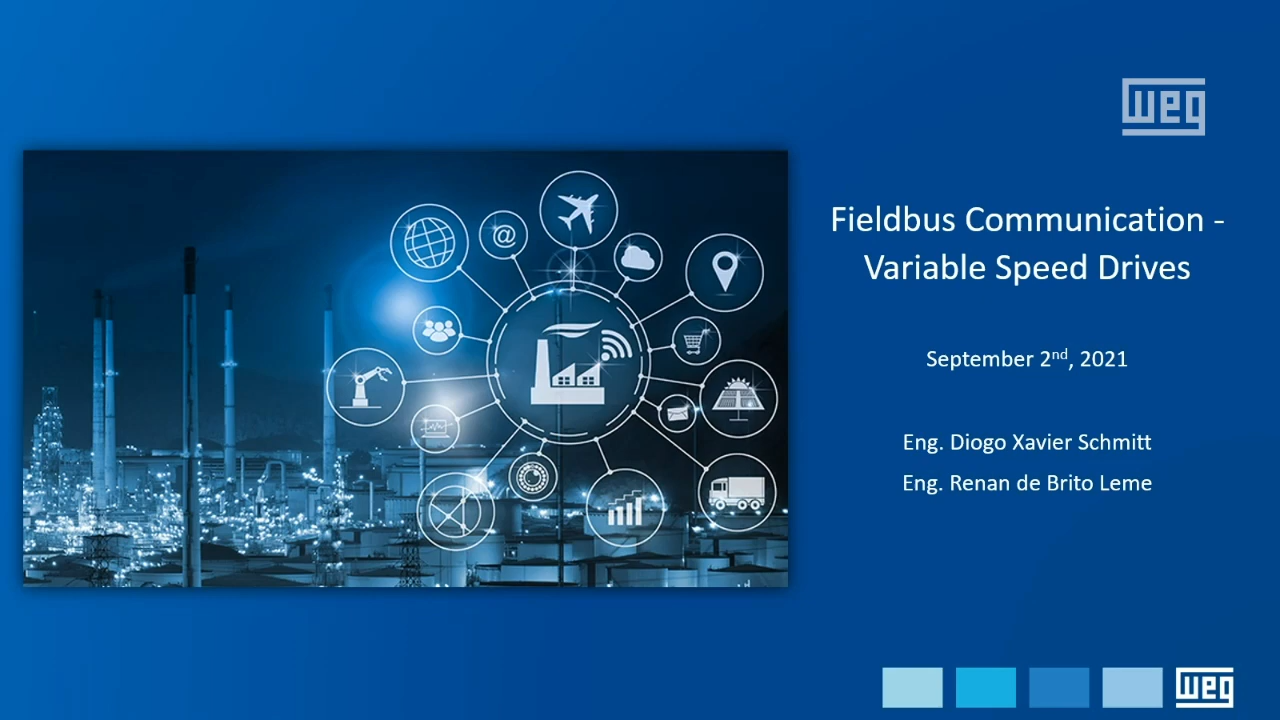 weg
Fieldbus Communication -
Variable Speed Drives
September 2nd, 2021
Eng. Diogo Xavier Schmitt
Eng. Renan de Brito Leme
@
weg